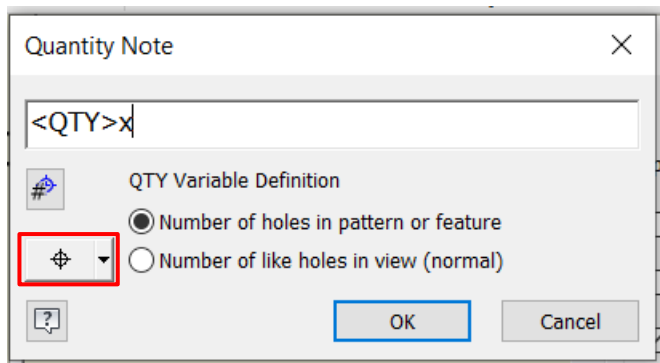 Quantity Note
<QTY>x
#
QTY Variable Definition
Number of holes in pattern or feature
Number of like holes in view (normal)
?
OK
Cancel